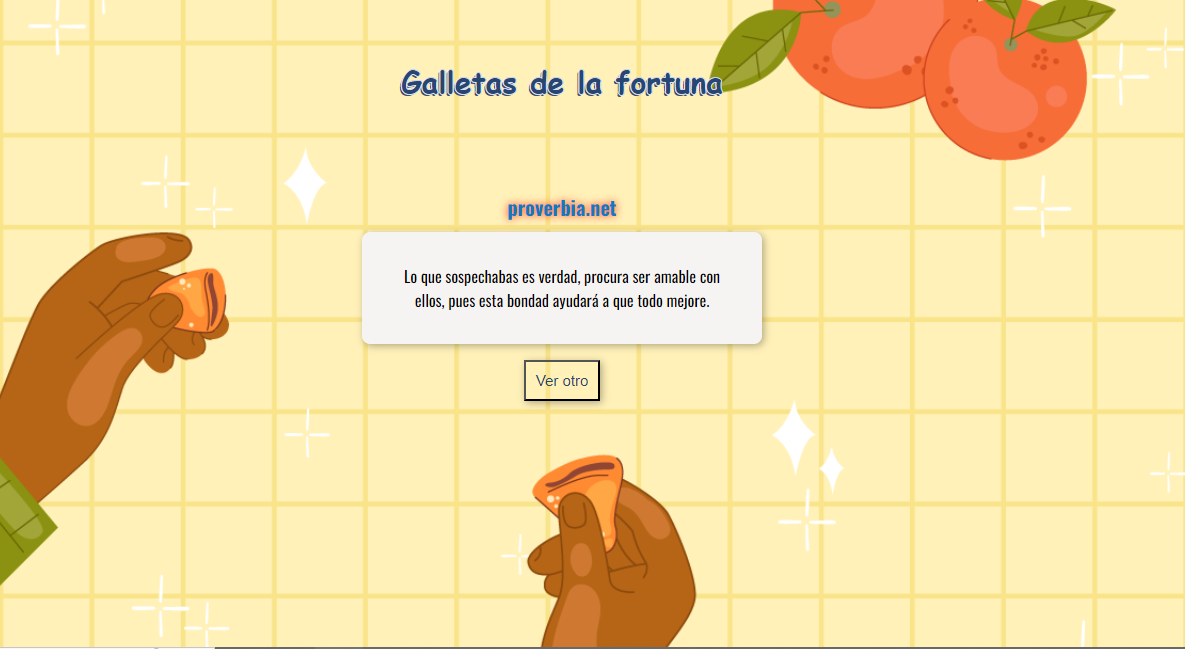 Galletas de la fortuna
proverbia.net
Lo que sospechabas es verdad, procura ser amable con
ellos, pues esta bondad ayudará a que todo mejore.
Ver otro